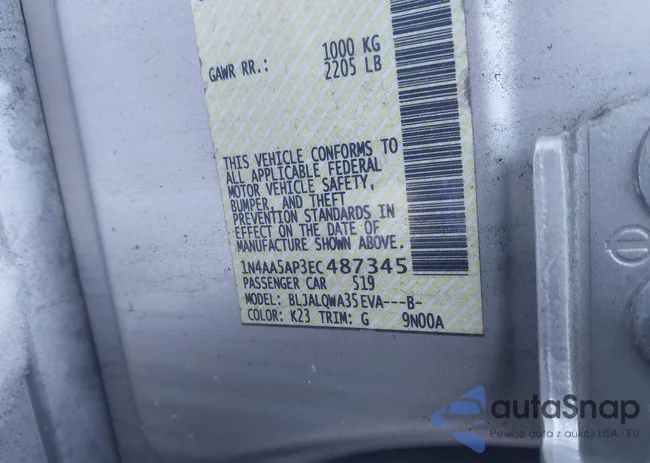 GAWR RR.: 1000 KG
2205 LB
THIS VEHICLE CONFORMS TO
ALL APPLICABLE FEDERAL
MOTOR VEHICLE SAFETY,
BUMPER, AND THEFT
PREVENTION STANDARDS IN
EFFECT ON THE DATE OF
MANUFACTURE SHOWN ABOVE.
1N4AA5AP3EC487345
PASSENGER CAR 519
MODEL: BLJALQWA35EVA---B-
COLOR: K23 TRIM: G 9N00A
autoSnap
Pewne auta z aukcji USA i EU